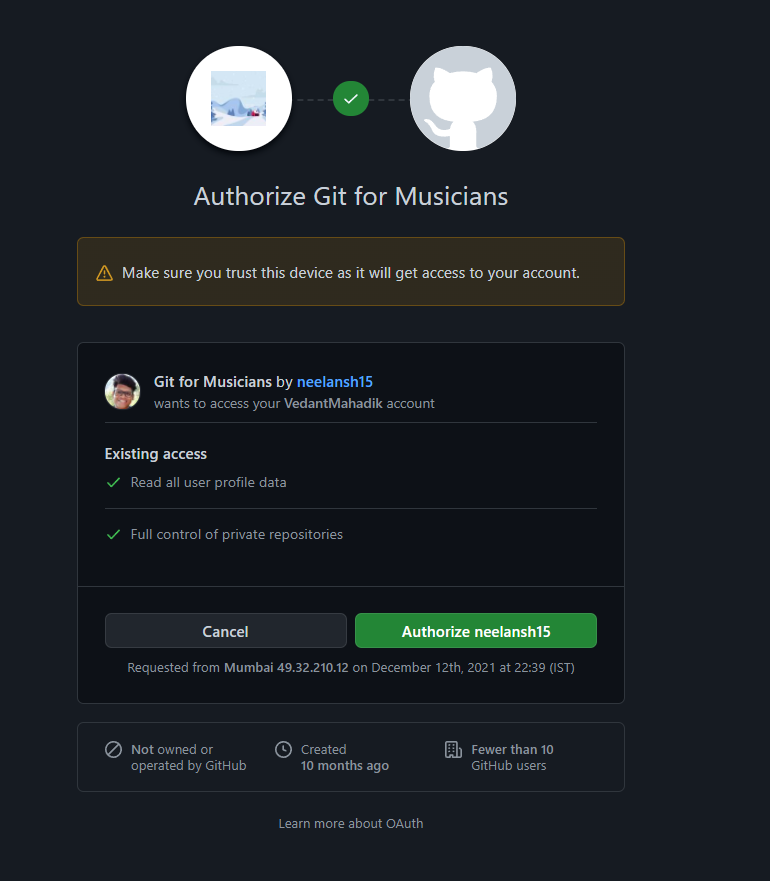 Authorize Git for Musicians
Make sure you trust this device as it will get access to your account.
Git for Musicians by neelansh15
wants to access your VedantMahadik account
Existing access
Read all user profile data
Full control of private repositories
Cancel
Authorize neelansh15
Requested from Mumbai 49.32.210.12 on December 12th, 2021 at 22:39 (IST)
Not owned or
operated by GitHub
Created
10 months ago
Fewer than 10
GitHub users
Learn more about OAuth